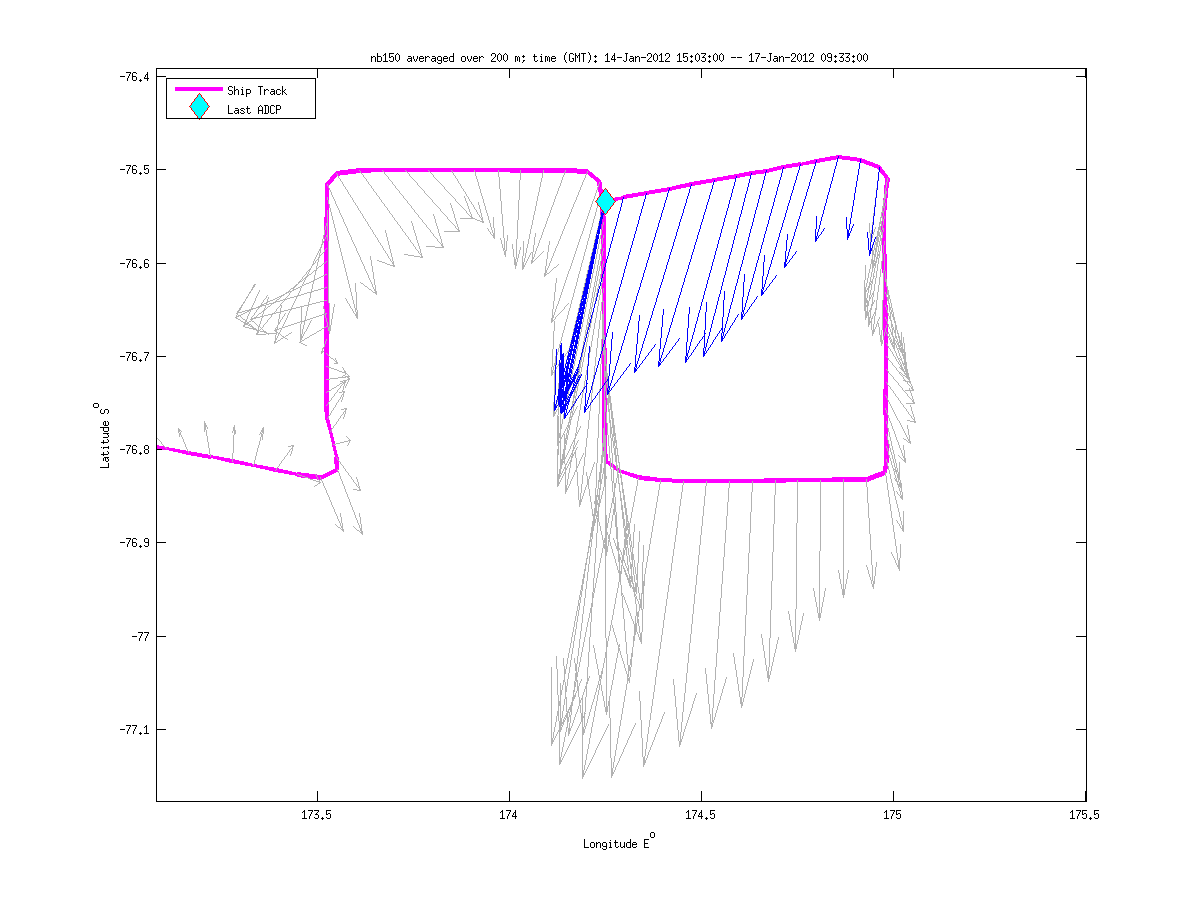 nb150 averaged over 200 m; time (GMT): 14-Jan-2012 15:03:00 -- 17-Jan-2012 09:33:00
Ship Track
Last ADCP
-76.4
-76.5
-76.6
-76.7
-76.8
-76.9
-77
-77.1
Latitude S°
173.5
174
174.5
175
175.5
Longitude E°